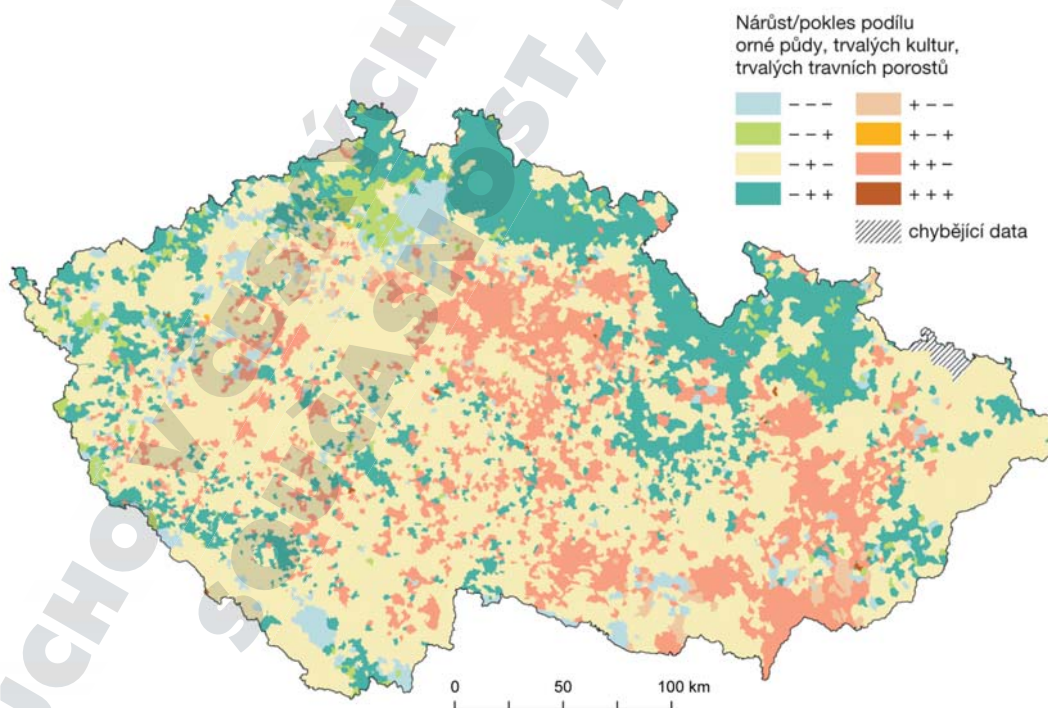 Nárůst/pokles podílu
orné půdy, trvalých kultur,
trvalých travních porostů
– – –
+ – –
– – +
+ – +
– + –
+ + –
– + +
+ + +
chybějící data
0 50 100 km